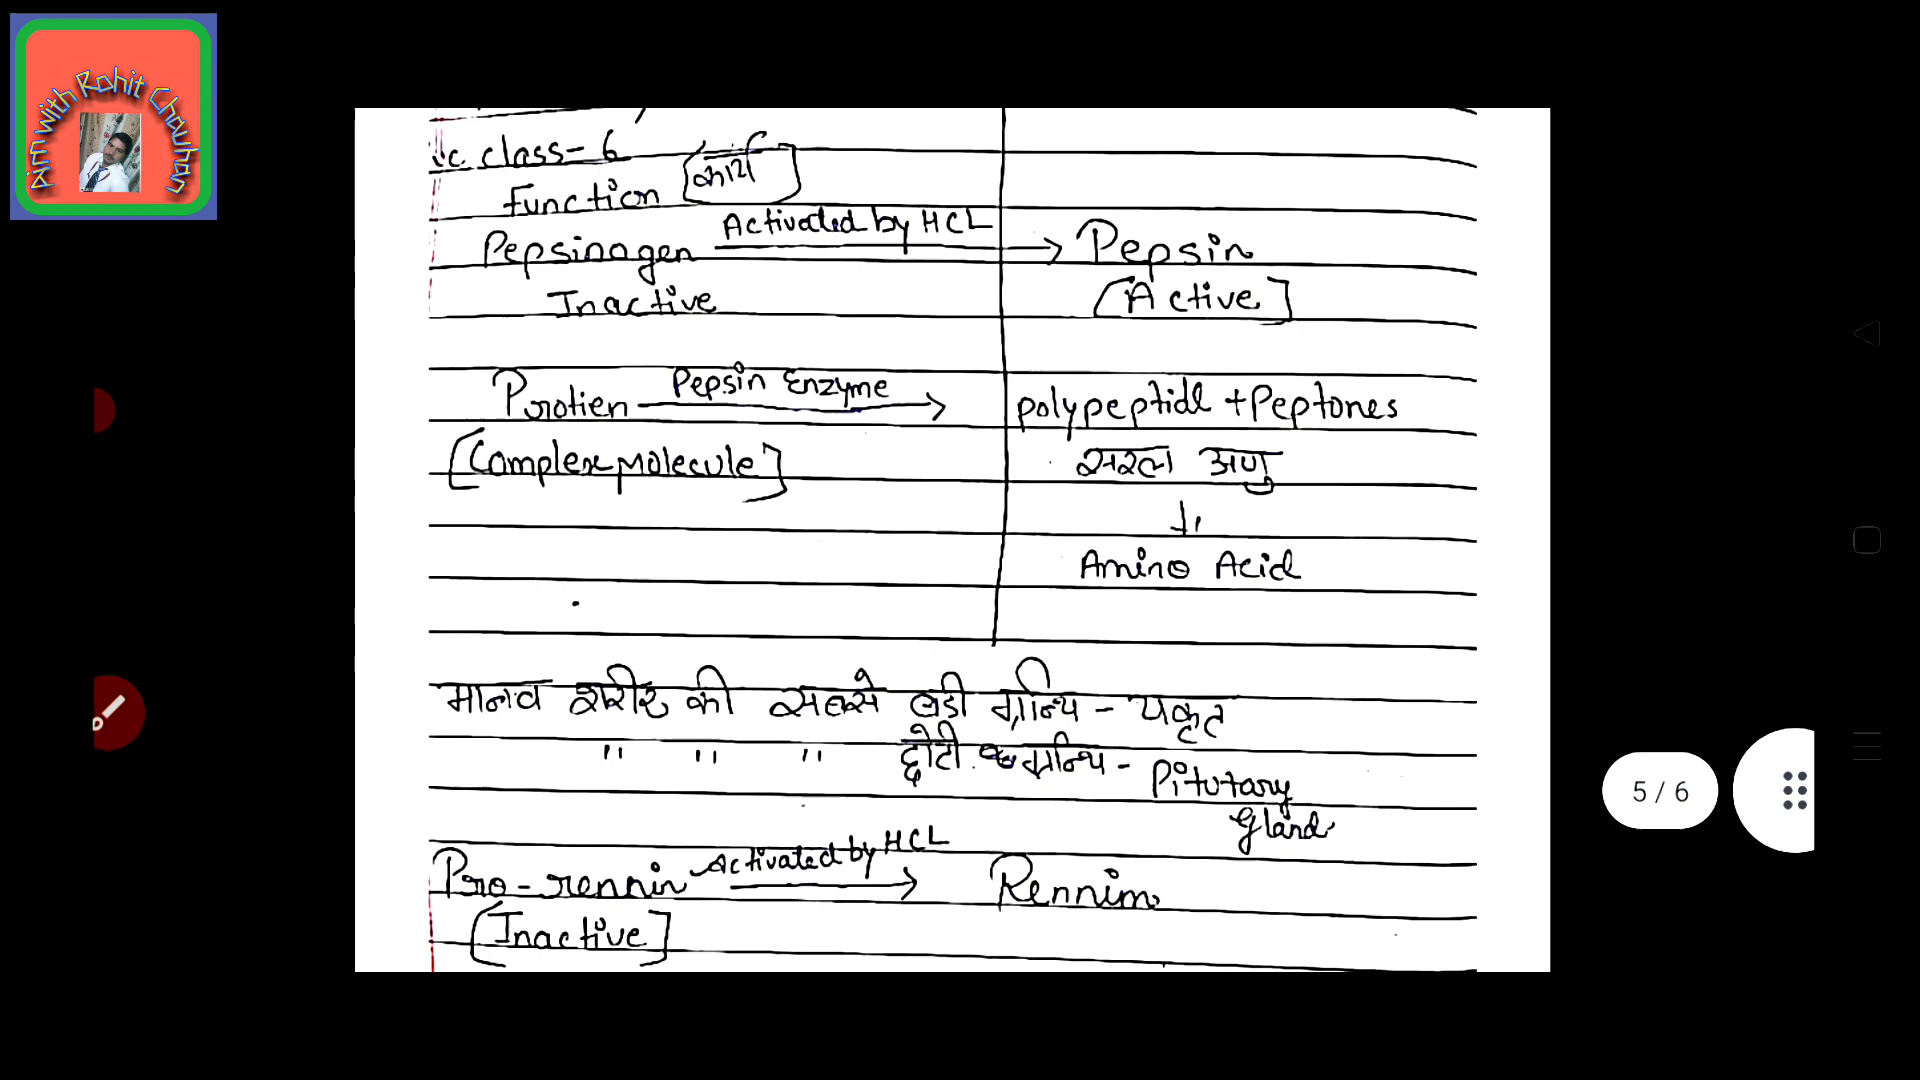 Aim with Rohit Chauhan
c class-6
Function [कार्य]
Pepsinogen Activated by HCL → Pepsin
Inactive [Active]
Protien Pepsin Enzyme → polypeptidl + Peptones
[Complex molecule] सरल अणु
Amino Acid
मानव शरीर की सबसे बडी ग्रन्थि - यकृत
" " " छोटी ग्रन्थि - Pitutary
Gland
Pro-rennin Activated by HCL → Rennim
[Inactive]
5 / 6